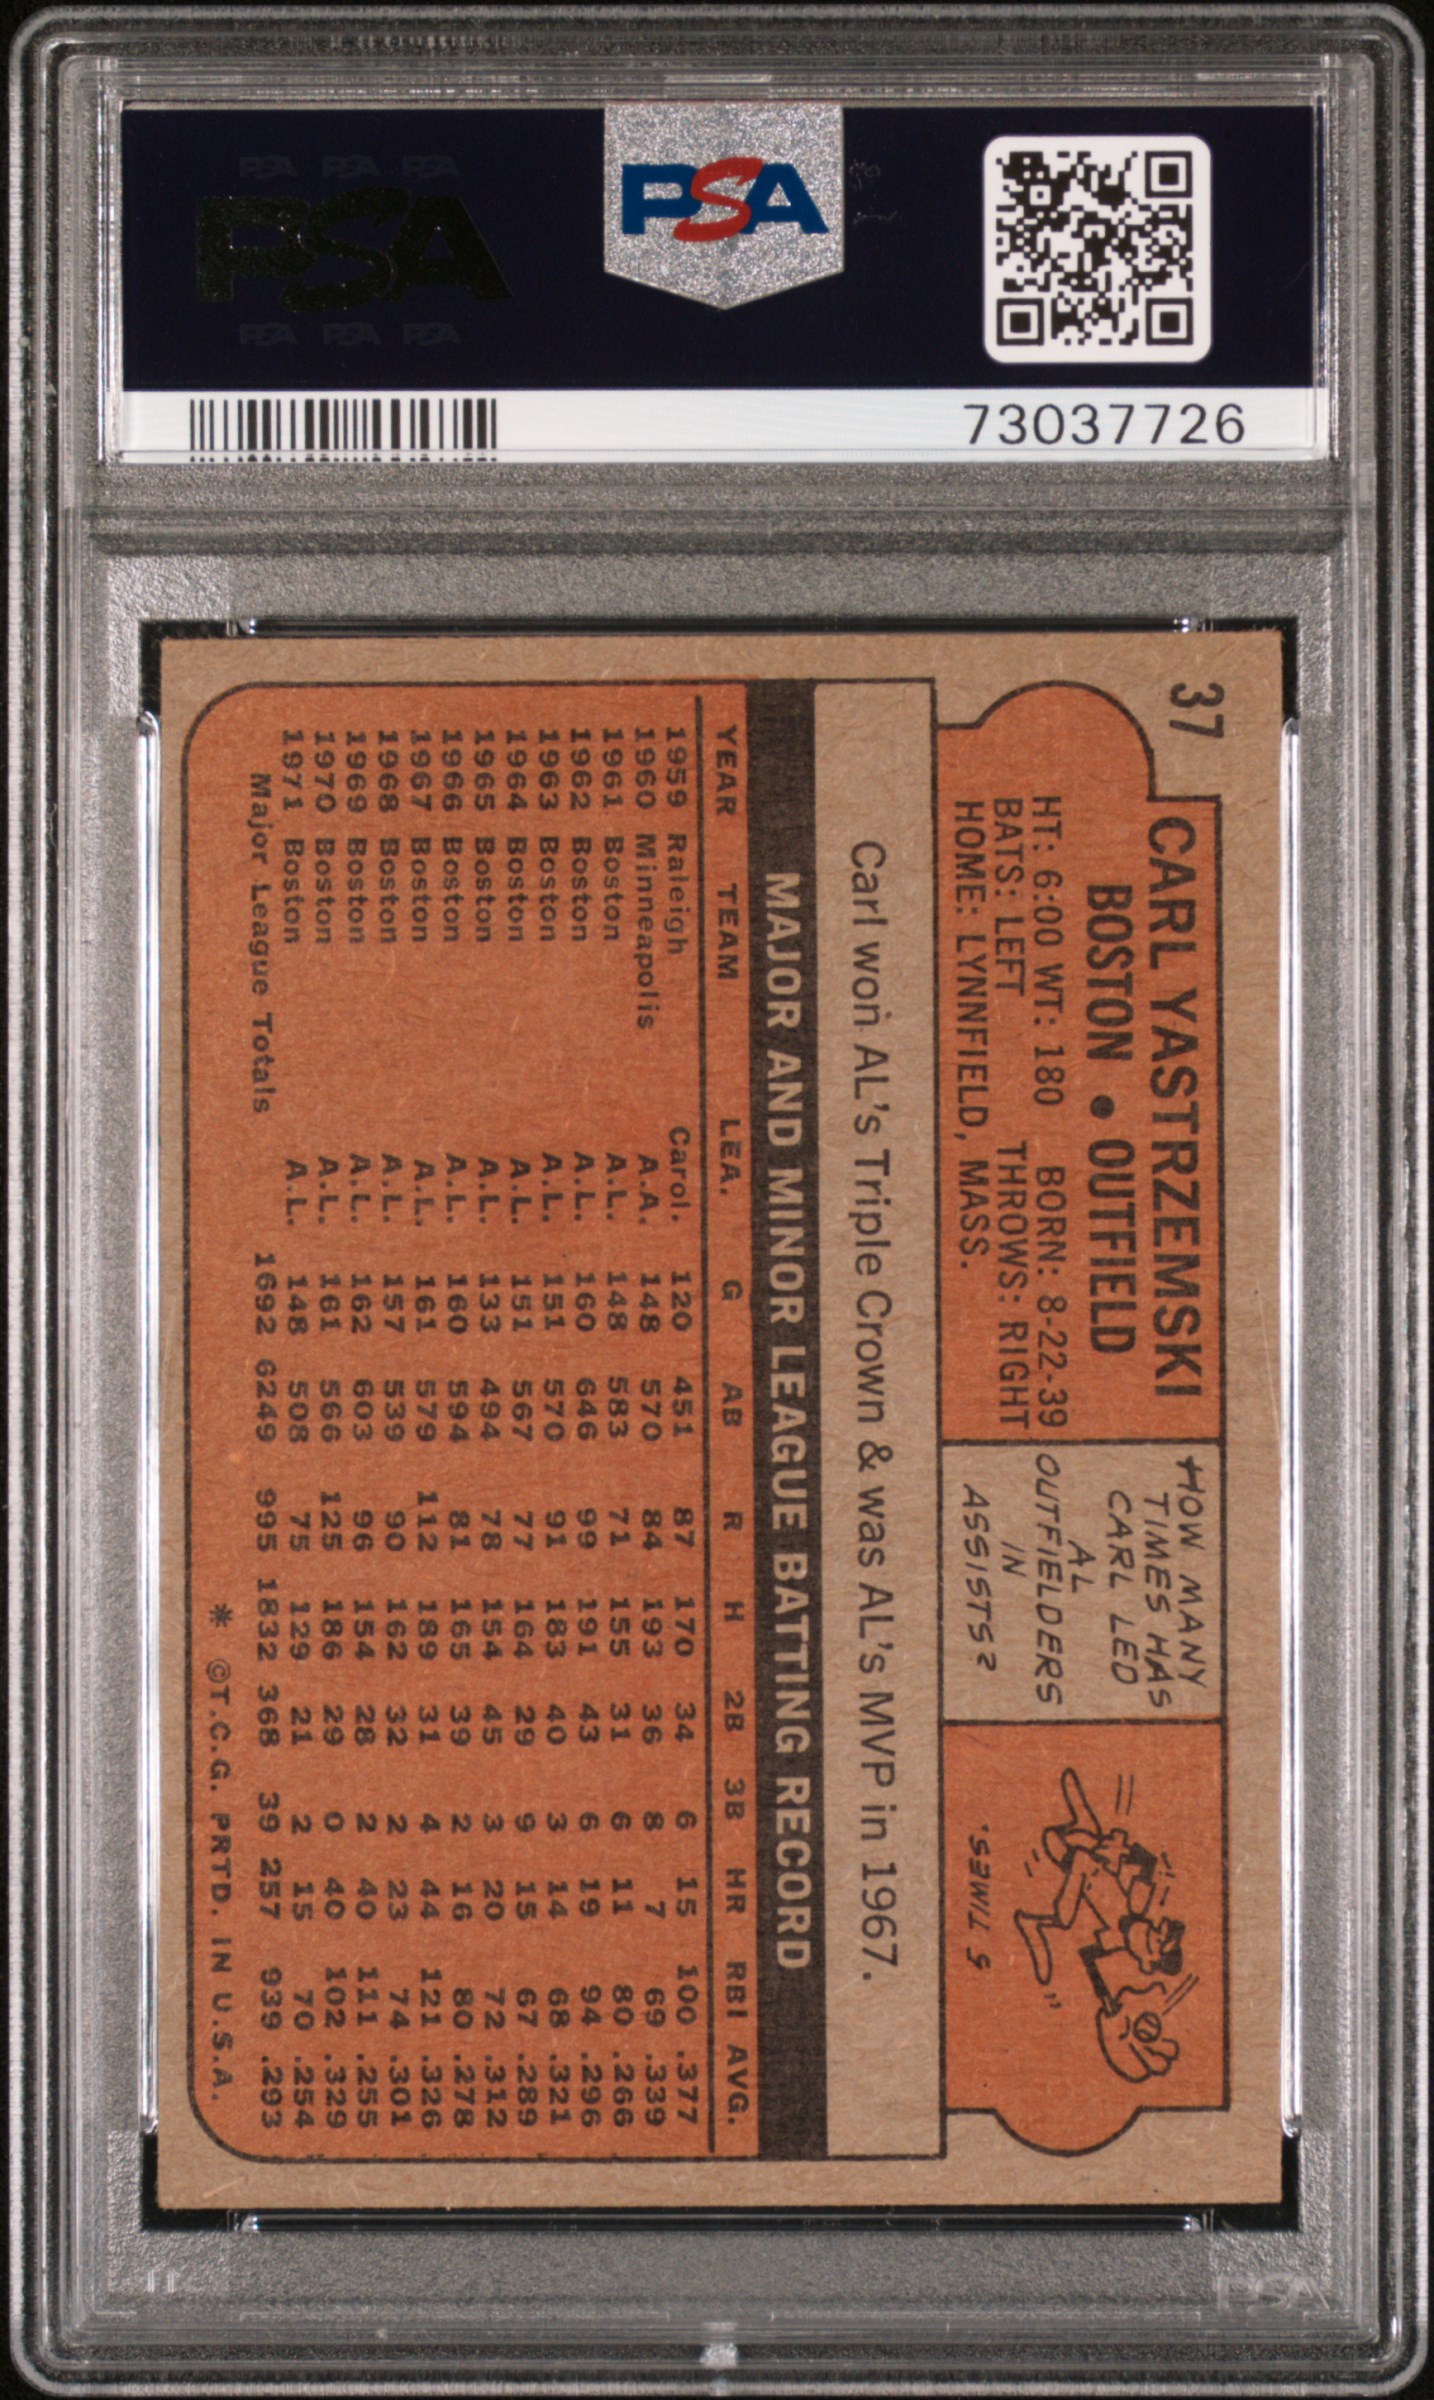 PSA PSA PSA
PSA
PSA PSA PSA
PSA
73037726
37
CARL YASTRZEMSKI
BOSTON • OUTFIELD
HT: 6:00 WT: 180 BORN: 8-22-39
BATS: LEFT THROWS: RIGHT
HOME: LYNNFIELD, MASS.
HOW MANY
TIMES HAS
CARL LED
AL
OUTFIELDERS
IN
ASSISTS?
5 TIMES.
Carl won AL's Triple Crown & was AL's MVP in 1967.
MAJOR AND MINOR LEAGUE BATTING RECORD
YEAR TEAM LEA. G AB R H 2B 3B HR RBI AVG.
1959 Raleigh Carol. 120 451 87 170 34 6 15 100 .377
1960 Minneapolis A.A. 148 570 84 193 36 8 7 69 .339
1961 Boston A.L. 148 583 71 155 31 6 11 80 .266
1962 Boston A.L. 160 646 99 191 43 6 19 94 .296
1963 Boston A.L. 151 570 91 183 40 3 14 68 .321
1964 Boston A.L. 151 567 77 164 29 9 15 67 .289
1965 Boston A.L. 133 494 78 154 45 3 20 72 .312
1966 Boston A.L. 160 594 81 165 39 2 16 80 .278
1967 Boston A.L. 161 579 112 189 31 4 44 121 .326
1968 Boston A.L. 157 539 90 162 32 2 23 74 .301
1969 Boston A.L. 162 603 96 154 28 2 40 111 .255
1970 Boston A.L. 161 566 125 186 29 0 40 102 .329
1971 Boston A.L. 148 508 75 129 21 2 15 70 .254
Major League Totals 1692 6249 995 1832 368 39 257 939 .293
* ©T.C.G. PRTD. IN U.S.A.
PSA